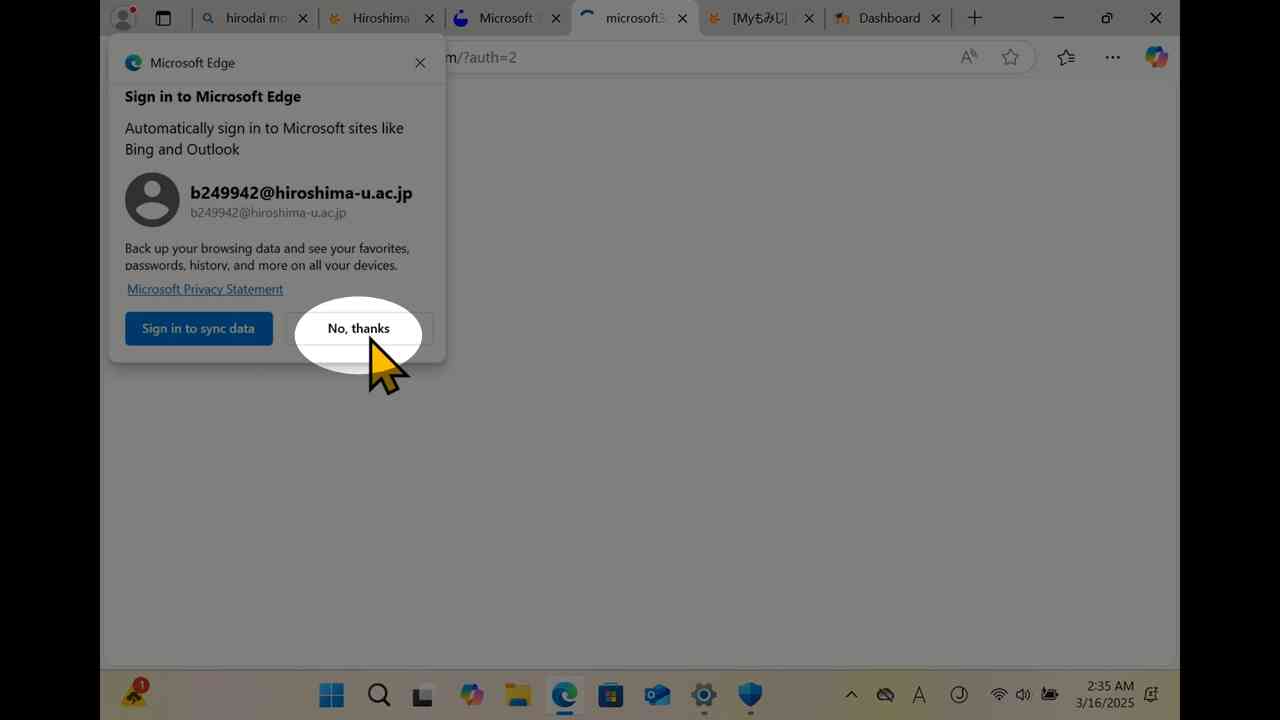 hirodai mo
Hiroshima
Microsoft
microsoft3
[Myもみじ]
Dashboard
m/?auth=2
Microsoft Edge
Sign in to Microsoft Edge
Automatically sign in to Microsoft sites like
Bing and Outlook
b249942@hiroshima-u.ac.jp
b249942@hiroshima-u.ac.jp
Back up your browsing data and see your favorites,
passwords, history, and more on all your devices.
Microsoft Privacy Statement
Sign in to sync data
No, thanks
1
A
2:35 AM
3/16/2025